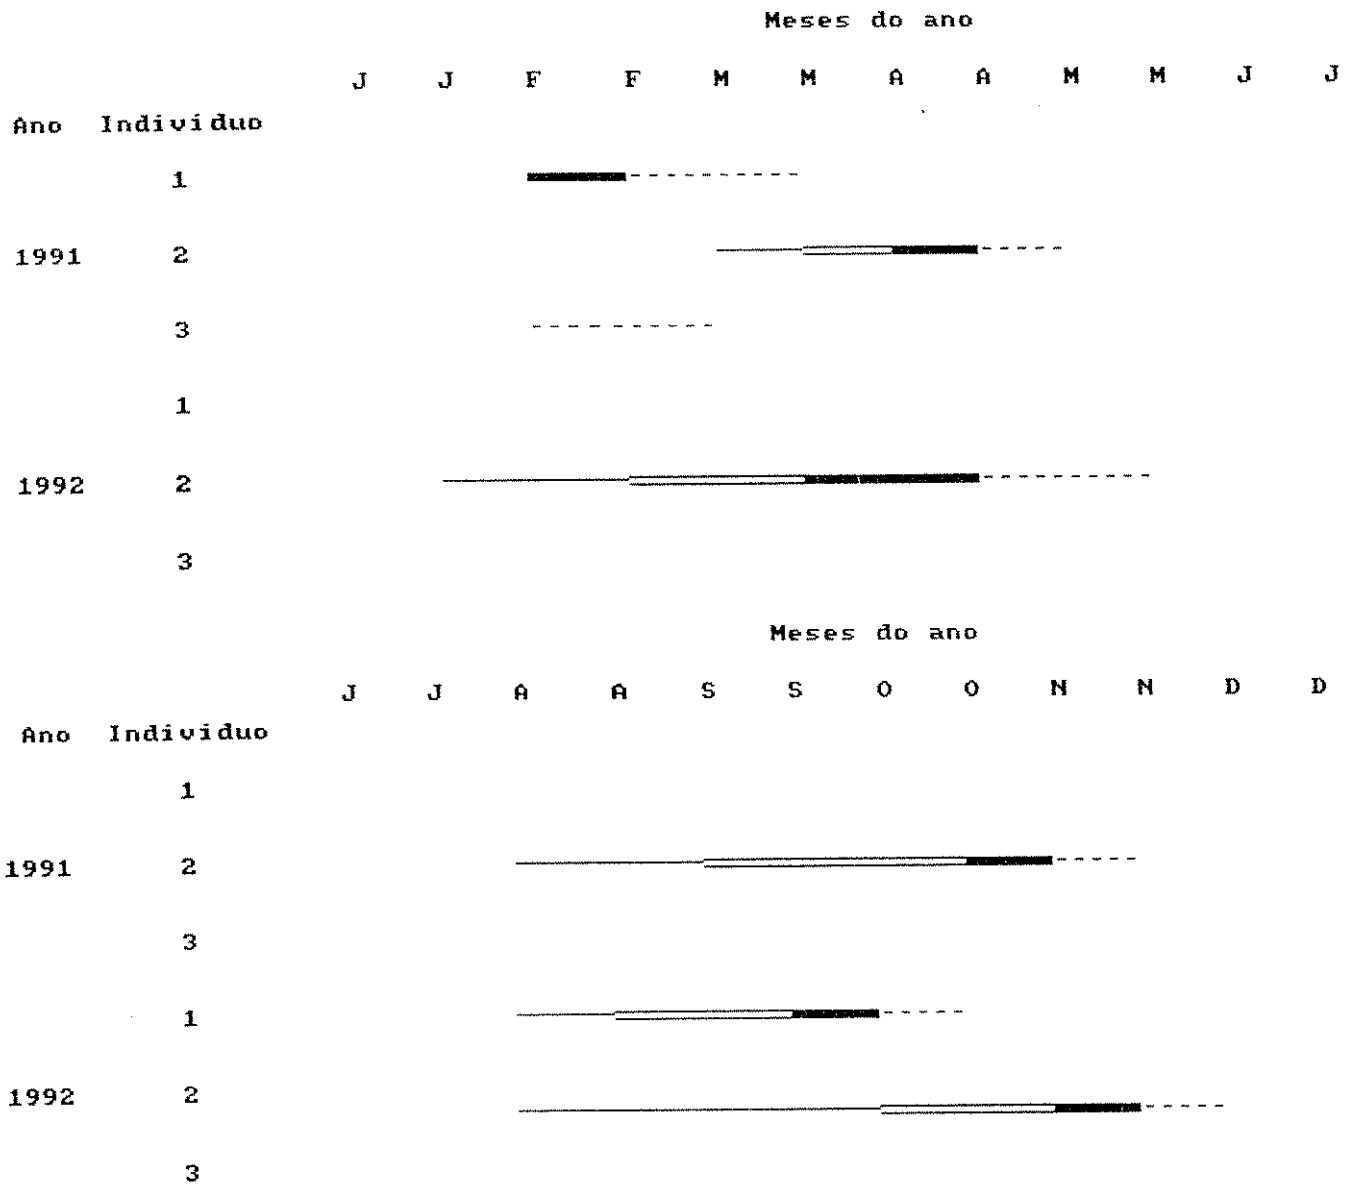 Meses do ano
J J F F M M A A M M J J
Ano Individuo
1
1991 2
3
1
1992 2
3
Meses do ano
J J A A S S O O N N D D
Ano Individuo
1
1991 2
3
1
1992 2
3